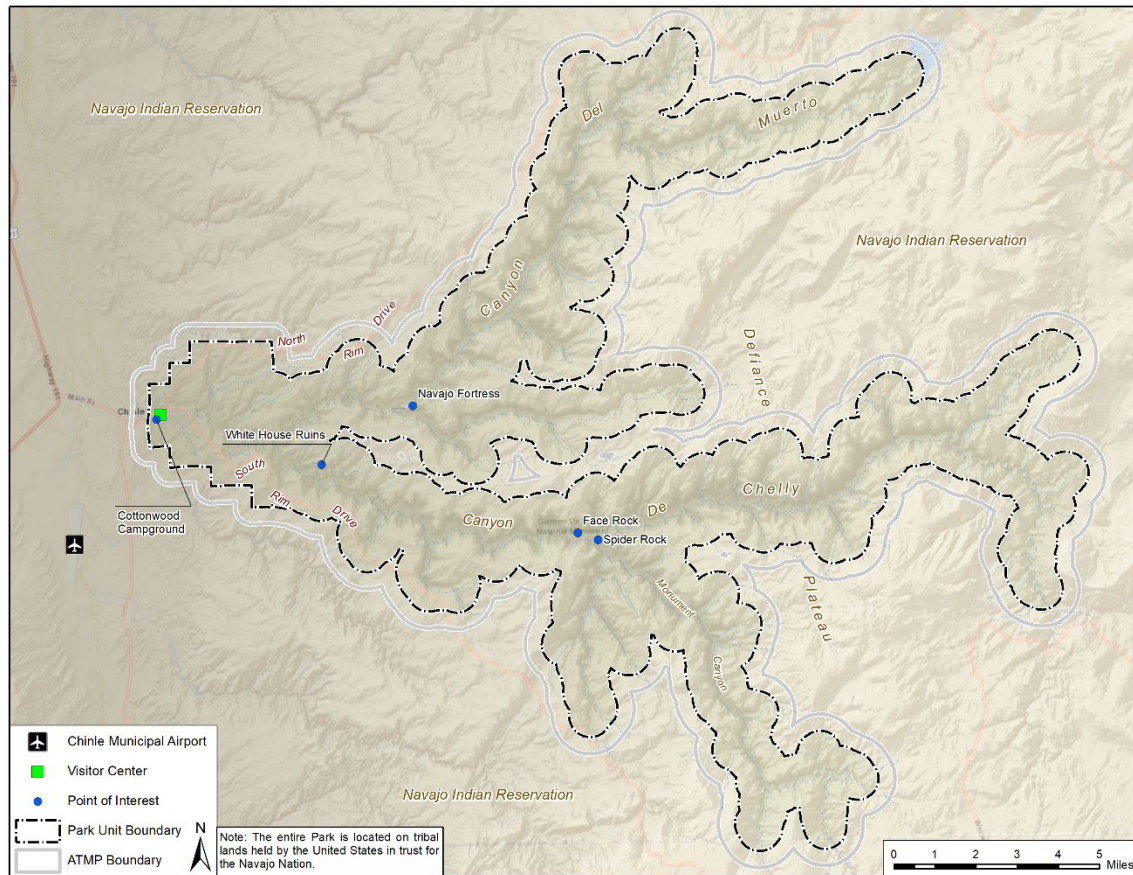 Navajo Indian Reservation
Del
Muerto
Navajo Indian Reservation
Canyon
North
Rim
Drive
Defiance
Highway 191
Main St
Chinle
Navajo Fortress
White House Ruins
South
Rim
Drive
Cottonwood
Campground
Canyon
De
Chelly
Face Rock
Spider Rock
Monument
Canyon
Plateau
Navajo Indian Reservation
Chinle Municipal Airport
Visitor Center
Point of Interest
Park Unit Boundary
ATMP Boundary
N
Note: The entire Park is located on tribal
lands held by the United States in trust for
the Navajo Nation.
0 1 2 3 4 5
Miles